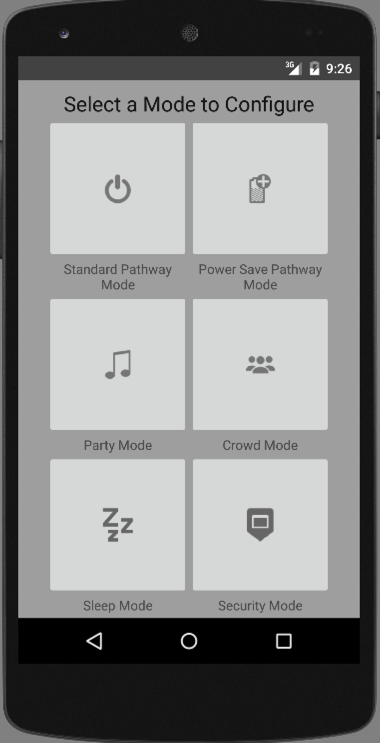 3G
9:26
Select a Mode to Configure
Standard Pathway
Mode
Power Save Pathway
Mode
Party Mode
Crowd Mode
Z Z Z
Sleep Mode
Security Mode